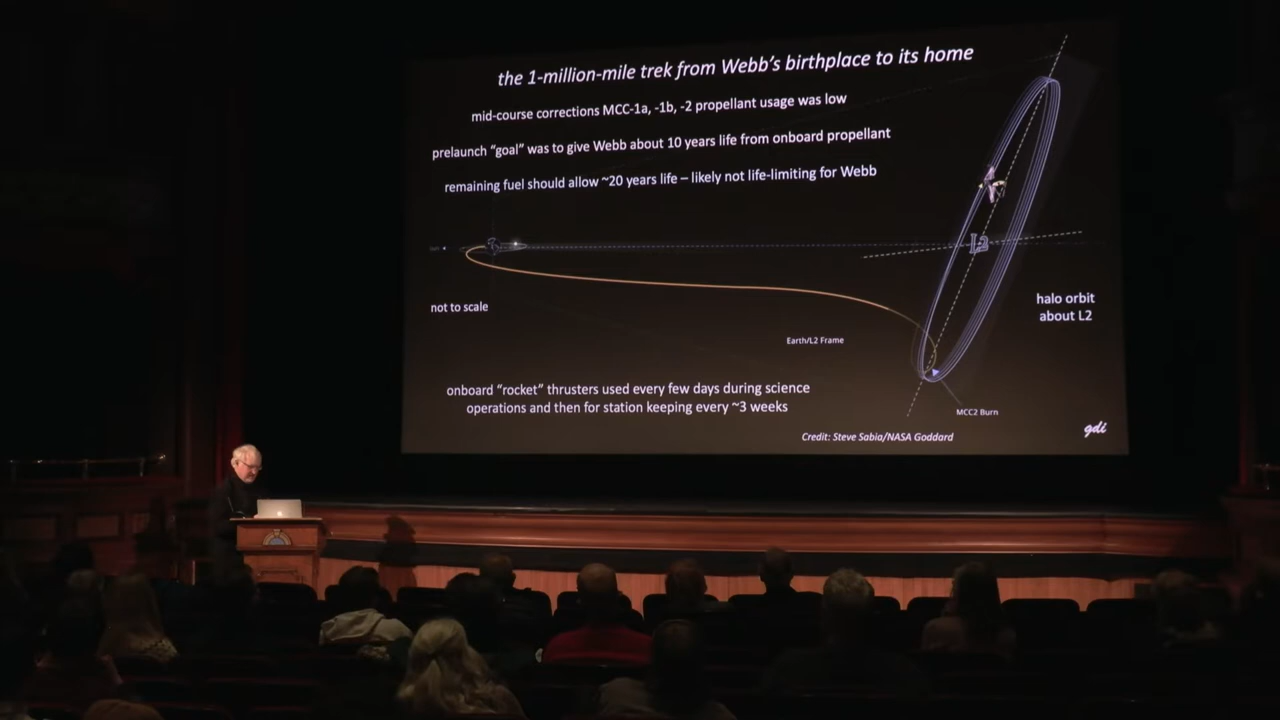 the 1-million-mile trek from Webb's birthplace to its home
mid-course corrections MCC-1a, -1b, -2 propellant usage was low
prelaunch "goal" was to give Webb about 10 years life from onboard propellant
remaining fuel should allow ~20 years life – likely not life-limiting for Webb
L2
not to scale
halo orbit
about L2
Earth/L2 Frame
onboard "rocket" thrusters used every few days during science
operations and then for station keeping every ~3 weeks
MCC2 Burn
Credit: Steve Sabia/NASA Goddard
gdi